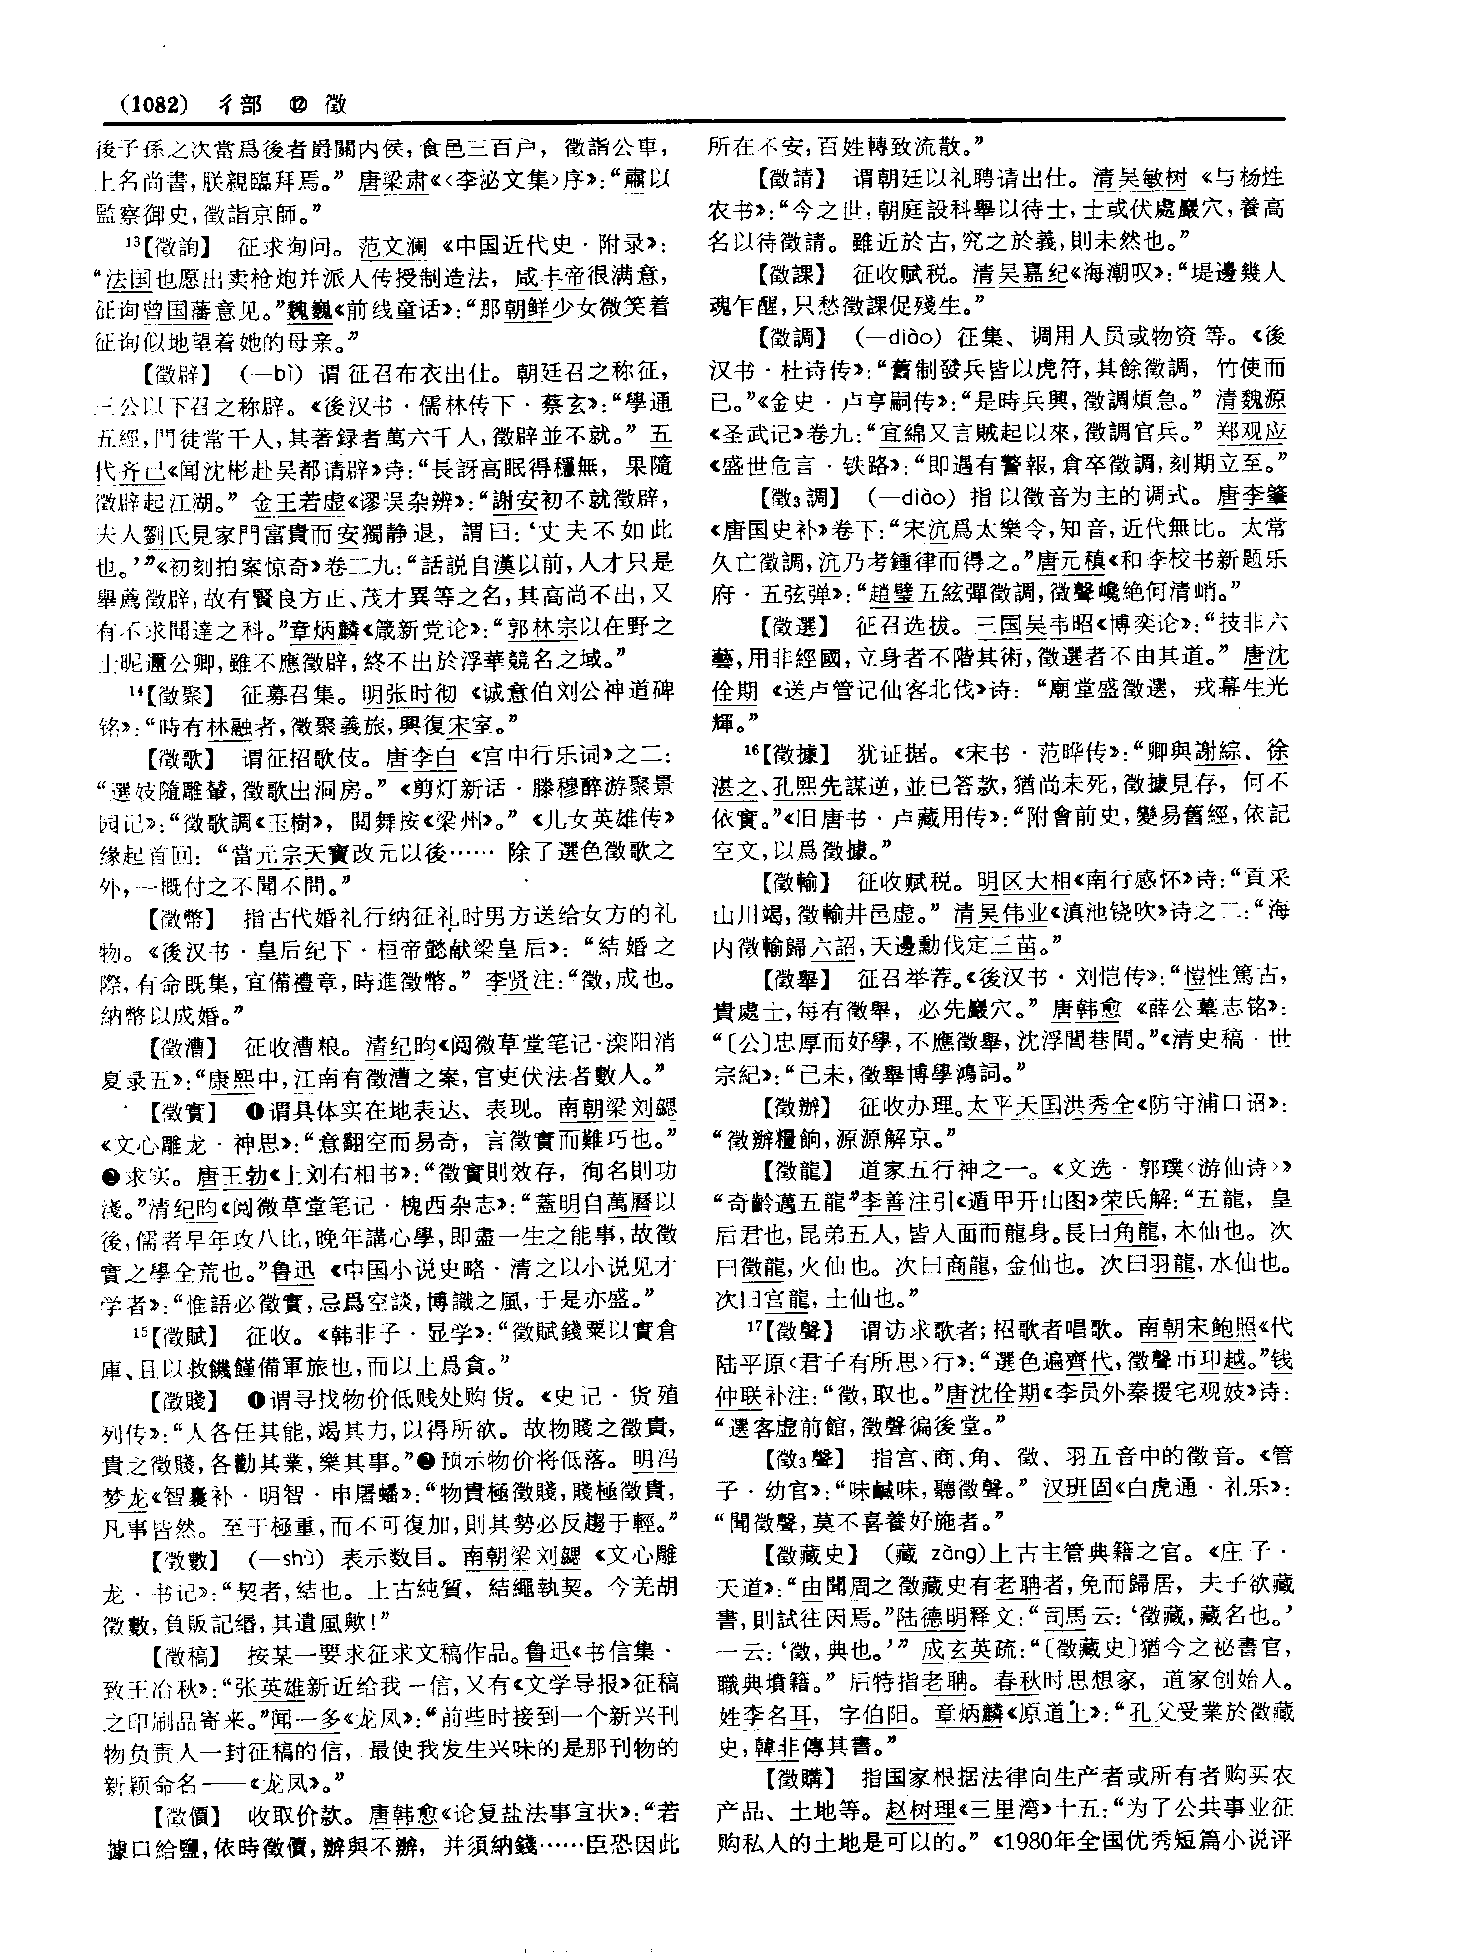 (1082) 彳部 ⑫ 徵
後子孫之次當爲後者爵關内侯，食邑三百户，徵詣公車，
上名尚書，朕親臨拜焉。”唐梁肃《〈李泌文集〉序》：“肅以
監察御史，徵詣京師。”
13【徵詢】 征求询问。范文澜《中国近代史·附录》：
“法国也愿出卖枪炮并派人传授制造法，咸丰帝很满意，
征询曾国藩意见。”魏巍《前线童话》：“那朝鲜少女微笑着
征询似地望着她的母亲。”
【徵辟】 （—bì）谓征召布衣出仕。朝廷召之称征，
三公以下召之称辟。《後汉书·儒林传下·蔡玄》：“學通
五經，門徒常千人，其著録者萬六千人，徵辟並不就。”五
代齐己《闻沈彬赴吴都请辟》诗：“長訝高眠得穩無，果隨
徵辟起江湖。”金王若虚《谬误杂辨》：“謝安初不就徵辟，
夫人劉氏見家門富貴而安獨静退，謂曰：‘丈夫不如此
也。’”《初刻拍案惊奇》卷二九：“話説自漢以前，人才只是
舉薦徵辟，故有賢良方正、茂才異等之名，其高尚不出，又
有不求聞達之科。”章炳麟《箴新党论》：“郭林宗以在野之
士昵邇公卿，雖不應徵辟，終不出於浮華競名之域。”
14【徵聚】 征募召集。明张时彻《诚意伯刘公神道碑
铭》：“時有林融者，徵聚義旅，興復宋室。”
【徵歌】 谓征招歌伎。唐李白《宫中行乐词》之二：
“選妓隨雕輦，徵歌出洞房。”《剪灯新话·滕穆醉游聚景
园记》：“徵歌調《玉樹》，閲舞按《梁州》。”《儿女英雄传》
缘起首回：“當元宗天寶改元以後……除了選色徵歌之
外，一概付之不聞不問。”
【徵幣】 指古代婚礼行纳征礼时男方送给女方的礼
物。《後汉书·皇后纪下·桓帝懿献梁皇后》：“結婚之
際，有命既集，宜備禮章，時進徵幣。”李贤注：“徵，成也。
納幣以成婚。”
【徵漕】 征收漕粮。清纪昀《阅微草堂笔记·滦阳消
夏录五》：“康熙中，江南有徵漕之案，官吏伏法者數人。”
【徵實】 ❶谓具体实在地表达、表现。南朝梁刘勰
《文心雕龙·神思》：“意翻空而易奇，言徵實而難巧也。”
❷求实。唐王勃《上刘右相书》：“徵實則效存，徇名則功
淺。”清纪昀《阅微草堂笔记·槐西杂志》：“蓋明自萬曆以
後，儒者早年攻八比，晚年講心學，即盡一生之能事，故徵
實之學全荒也。”鲁迅《中国小说史略·清之以小说见才
学者》：“惟語必徵實，忌爲空談，博識之風，于是亦盛。”
15【徵賦】 征收。《韩非子·显学》：“徵賦錢粟以實倉
庫、且以救饑饉備軍旅也，而以上爲貪。”
【徵賤】 ❶谓寻找物价低贱处购货。《史记·货殖
列传》：“人各任其能，竭其力，以得所欲。故物賤之徵貴，
貴之徵賤，各勸其業，樂其事。”❷预示物价将低落。明冯
梦龙《智囊补·明智·申屠蟠》：“物貴極徵賤，賤極徵貴，
凡事皆然。至于極重，而不可復加，則其勢必反趨于輕。”
【徵數】 （—shù）表示数目。南朝梁刘勰《文心雕
龙·书记》：“契者，結也。上古純質，結繩執契。今羌胡
徵數，負販記緡，其遺風歟！”
【徵稿】 按某一要求征求文稿作品。鲁迅《书信集·
致王冶秋》：“张英雄新近给我一信，又有《文学导报》征稿
之印刷品寄来。”闻一多《龙凤》：“前些时接到一个新兴刊
物负责人一封征稿的信，最使我发生兴味的是那刊物的
新颖命名——《龙凤》。”
【徵價】 收取价款。唐韩愈《论变盐法事宜状》：“若
據口給鹽，依時徵價，辦與不辦，并須納錢……臣恐因此
所在不安，百姓轉致流散。”
【徵請】 谓朝廷以礼聘请出仕。清吴敏树《与杨性
农书》：“今之世，朝庭設科舉以待士，士或伏處巖穴，養高
名以待徵請。雖近於古，究之於義，則未然也。”
【徵課】 征收赋税。清吴嘉纪《海潮叹》：“堤邊幾人
魂乍醒，只愁徵課促殘生。”
【徵調】 （—diào）征集、调用人员或物资等。《後
汉书·杜诗传》：“舊制發兵皆以虎符，其餘徵調，竹使而
已。”《金史·卢亨嗣传》：“是時兵興，徵調煩急。”清魏源
《圣武记》卷九：“宜綿又言賊起以來，徵調官兵。”郑观应
《盛世危言·铁路》：“即遇有警報，倉卒徵調，刻期立至。”
【徵₃調】 （—diào）指以徵音为主的调式。唐李肇
《唐国史补》卷下：“宋沆爲太樂令，知音，近代無比。太常
久亡徵調，沆乃考鍾律而得之。”唐元稹《和李校书新题乐
府·五弦弹》：“趙璧五絃彈徵調，徵聲巉絶何清峭。”
【徵選】 征召选拔。三国吴韦昭《博奕论》：“技非六
藝，用非經國，立身者不階其術，徵選者不由其道。”唐沈
佺期《送卢管记仙客北伐》诗：“廟堂盛徵選，戎幕生光
輝。”
16【徵據】 犹证据。《宋书·范晔传》：“卿與謝綜、徐
湛之、孔熙先謀逆，並已答款，猶尚未死，徵據見存，何不
依實。”《旧唐书·卢藏用传》：“附會前史，變易舊經，依記
空文，以爲徵據。”
【徵輸】 征收赋税。明区大相《南行感怀》诗：“貢采
山川竭，徵輸井邑虚。”清吴伟业《滇池铙吹》诗之二：“海
内徵輸歸六詔，天邊勳伐定三苗。”
【徵舉】 征召举荐。《後汉书·刘恺传》：“愷性篤古，
貴處士，每有徵舉，必先巖穴。”唐韩愈《薛公墓志铭》：
“〔公〕忠厚而好學，不應徵舉，沈浮閭巷間。”《清史稿·世
宗紀》：“己未，徵舉博學鴻詞。”
【徵辦】 征收办理。太平天国洪秀全《防守浦口诏》：
“徵辦糧餉，源源解京。”
【徵龍】 道家五行神之一。《文选·郭璞〈游仙诗〉》
“奇齡邁五龍”李善注引《遁甲开山图》荣氏解：“五龍，皇
后君也，昆弟五人，皆人面而龍身。長曰角龍，木仙也。次
曰徵龍，火仙也。次曰商龍，金仙也。次曰羽龍，水仙也。
次曰宫龍，土仙也。”
17【徵聲】 谓访求歌者；招歌者唱歌。南朝宋鲍照《代
陆平原〈君子有所思〉行》：“選色遍齊代，徵聲帀邛越。”钱
仲联补注：“徵，取也。”唐沈佺期《李员外秦援宅观妓》诗：
“選客虚前館，徵聲徧後堂。”
【徵₃聲】 指宫、商、角、徵、羽五音中的徵音。《管
子·幼官》：“味鹹味，聽徵聲。”汉班固《白虎通·礼乐》：
“聞徵聲，莫不喜養好施者。”
【徵藏史】 （藏 zàng）上古主管典籍之官。《庄子·
天道》：“由聞周之徵藏史有老聃者，免而歸居，夫子欲藏
書，則試往因焉。”陆德明释文：“司馬云：‘徵藏，藏名也。’
一云：‘徵，典也。’”成玄英疏：“〔徵藏史〕猶今之祕書官，
職典墳籍。”后特指老聃。春秋时思想家，道家创始人。
姓李名耳，字伯阳。章炳麟《原道上》：“孔父受業於徵藏
史，韓非傳其書。”
【徵購】 指国家根据法律向生产者或所有者购买农
产品、土地等。赵树理《三里湾》十五：“为了公共事业征
购私人的土地是可以的。”《1980年全国优秀短篇小说评